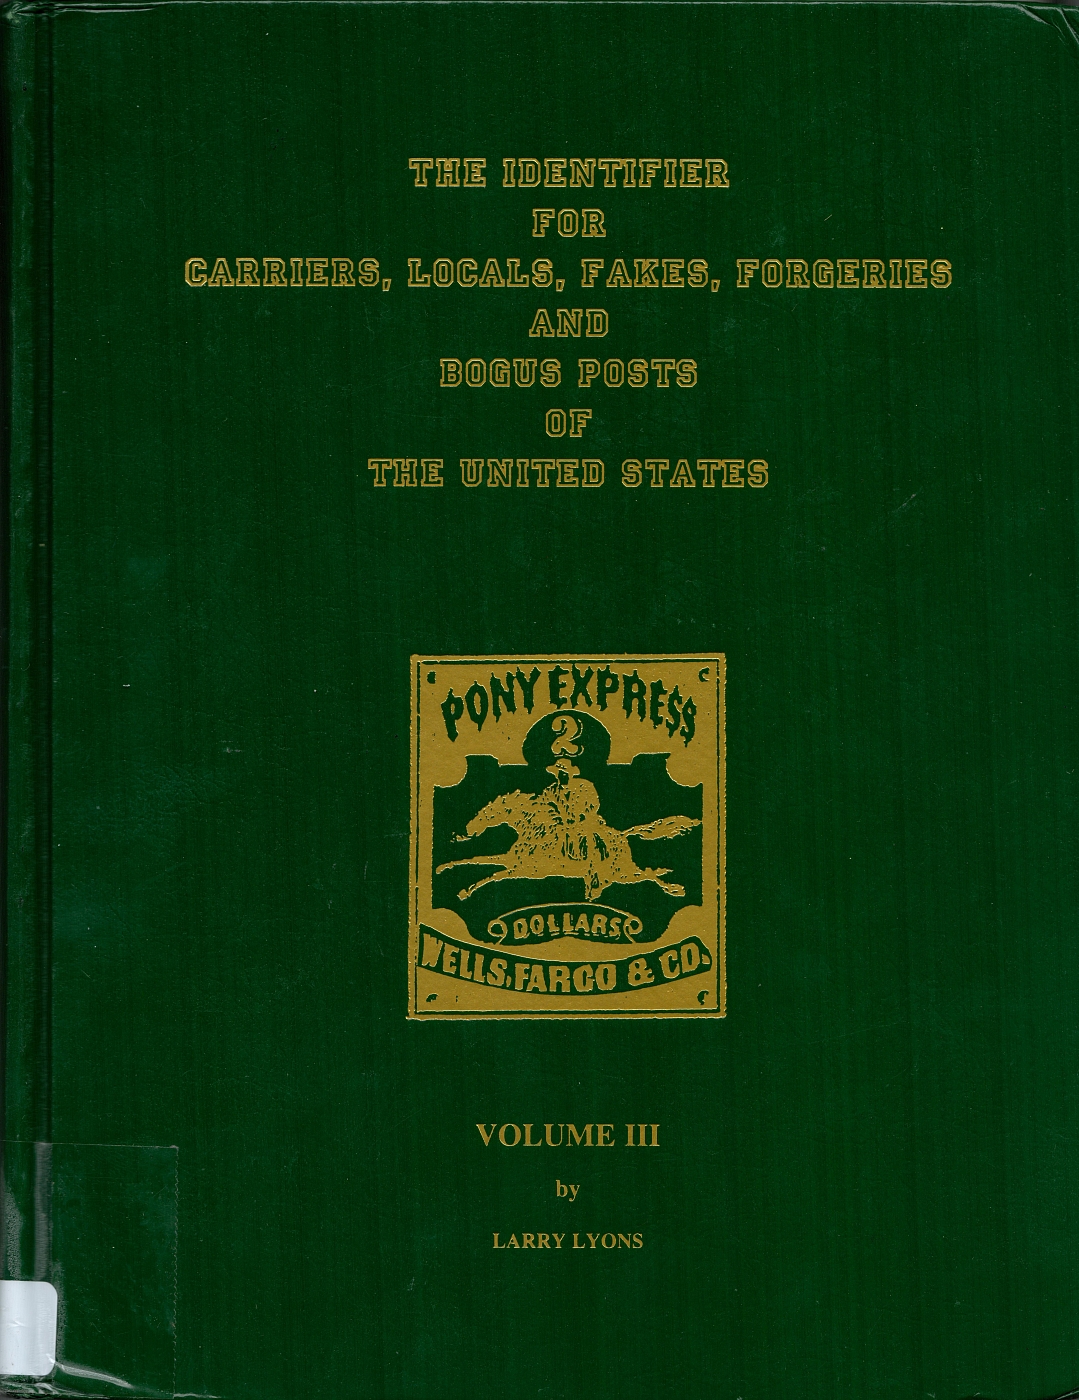 THE IDENTIFIER
FOR
CARRIERS, LOCALS, FAKES, FORGERIES
AND
BOGUS POSTS
OF
THE UNITED STATES
PONY EXPRESS
2
DOLLARS
WELLS, FARGO & CO.
VOLUME III
by
LARRY LYONS